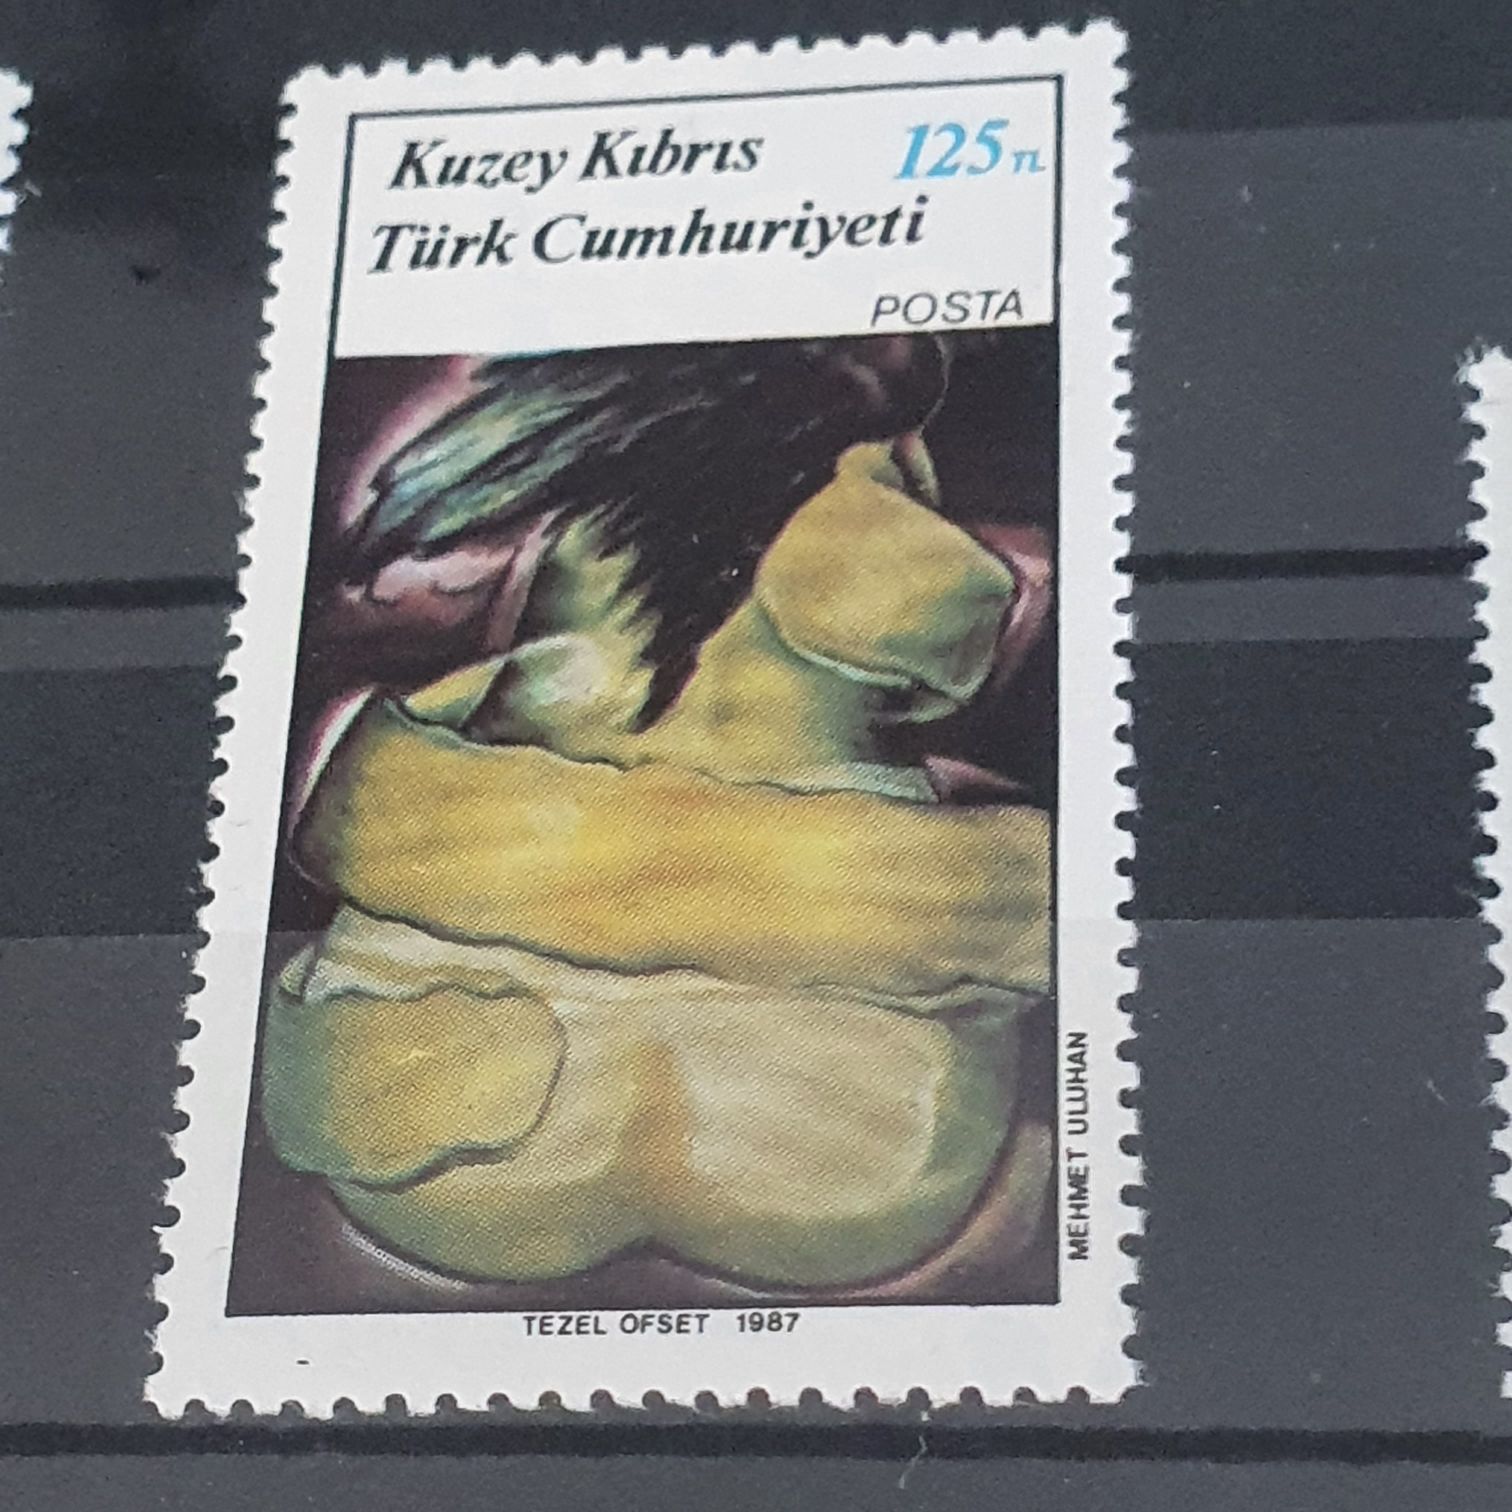 Kuzey Kıbrıs 125 TL
Türk Cumhuriyeti
POSTA
MEHMET ULUHAN
TEZEL OFSET 1987